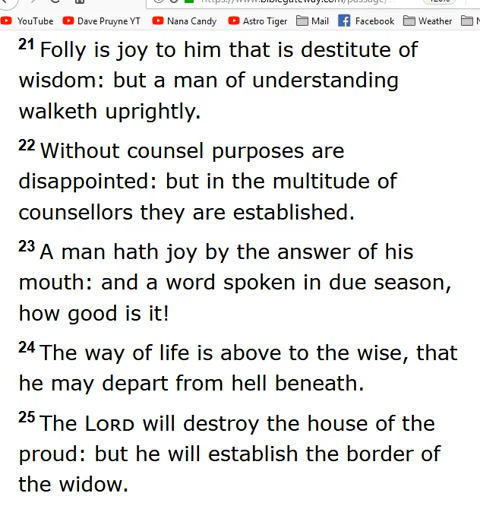 www.biblegateway.com/passage/
YouTube Dave Pruyne YT Nana Candy Astro Tiger Mail Facebook Weather N
21 Folly is joy to him that is destitute of
wisdom: but a man of understanding
walketh uprightly.
22 Without counsel purposes are
disappointed: but in the multitude of
counsellors they are established.
23 A man hath joy by the answer of his
mouth: and a word spoken in due season,
how good is it!
24 The way of life is above to the wise, that
he may depart from hell beneath.
25 The LORD will destroy the house of the
proud: but he will establish the border of
the widow.